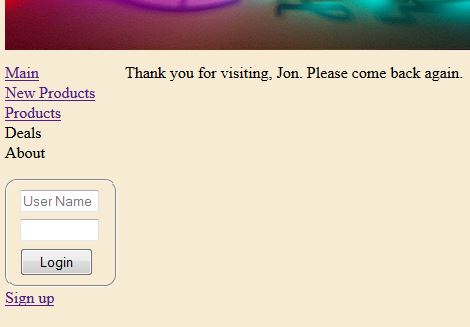 Main
New Products
Products
Deals
About
User Name
Login
Sign up
Thank you for visiting, Jon. Please come back again.